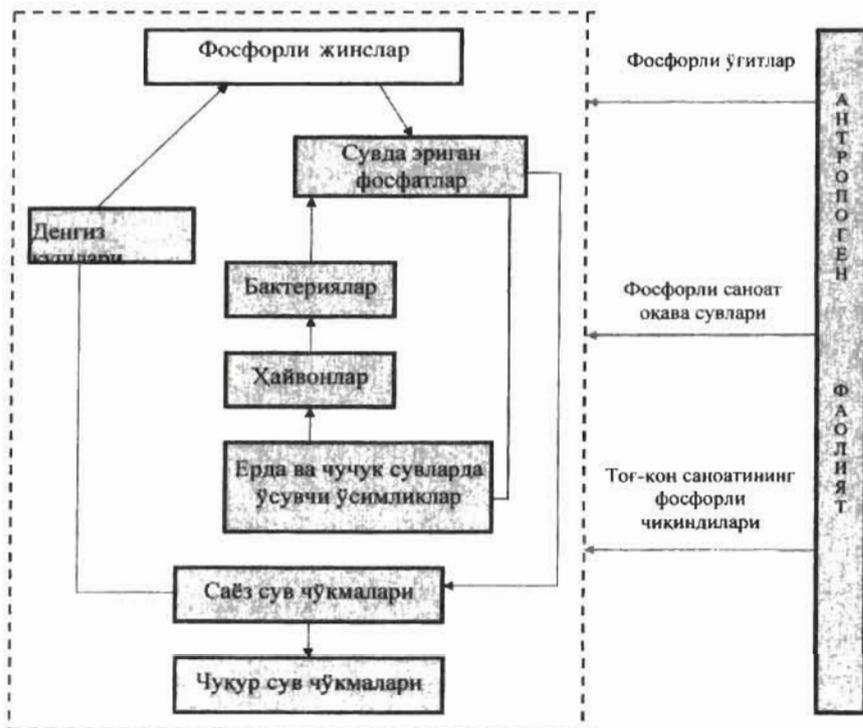 Фосфорли жинслар
Фосфорли ўғитлар
Сувда эриган
фосфатлар
Денгиз
Бактериялар
Фосфорли саноат
оқава сувлари
Ҳайвонлар
Ерда ва чучук сувларда
ўсувчи ўсимликлар
Тоғ-кон саноатининг
фосфорли
чиқиндилари
Саёз сув чўкмалари
Чуқур сув чўкмалари
АНТРОПОГЕН
ФАОЛИЯТ